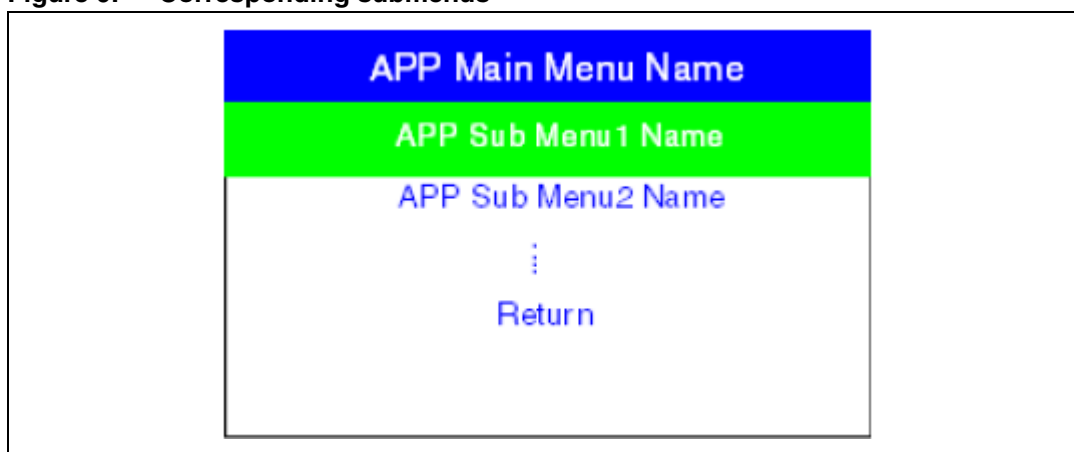 APP Main Menu Name
APP Sub Menu1 Name
APP Sub Menu2 Name
Return